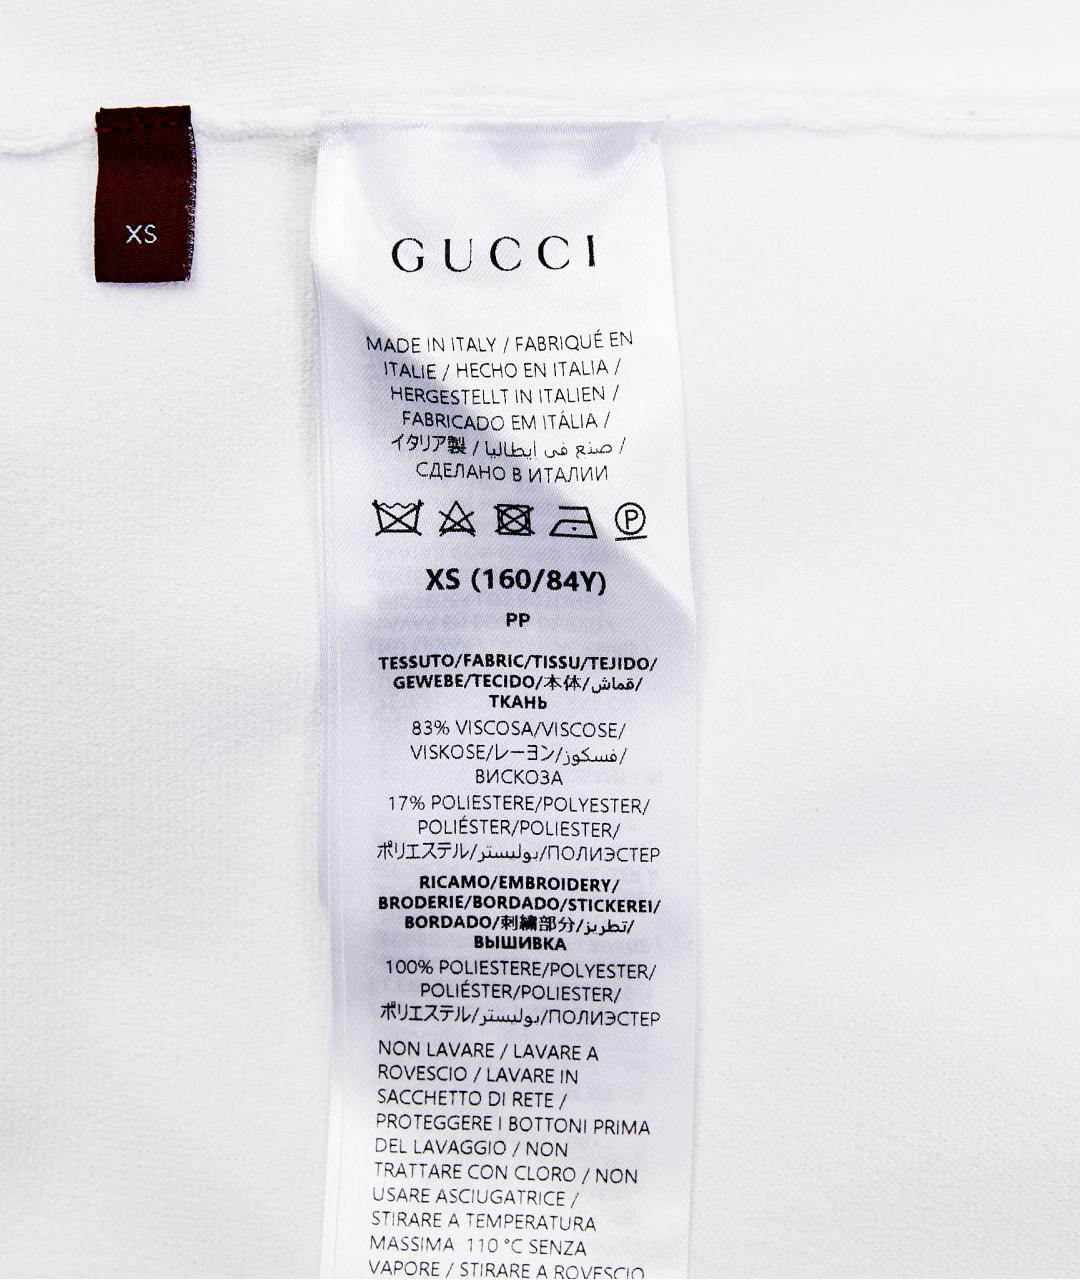 XS
GUCCI
MADE IN ITALY / FABRIQUÉ EN
ITALIE / HECHO EN ITALIA /
HERGESTELLT IN ITALIEN /
FABRICADO EM ITÁLIA /
イタリア製 / صنع في إيطاليا /
СДЕЛАНО В ИТАЛИИ
P
XS (160/84Y)
PP
TESSUTO/FABRIC/TISSU/TEJIDO/
GEWEBE/TECIDO/本体/قماش/
ТКАНЬ
83% VISCOSA/VISCOSE/
VISKOSE/レーヨン/فسكوز/
ВИСКОЗА
17% POLIESTERE/POLYESTER/
POLIÉSTER/POLIESTER/
ポリエステル/بوليستر/ПОЛИЭСТЕР
RICAMO/EMBROIDERY/
BRODERIE/BORDADO/STICKEREI/
BORDADO/刺繍部分/تطريز/
ВЫШИВКА
100% POLIESTERE/POLYESTER/
POLIÉSTER/POLIESTER/
ポリエステル/بوليستر/ПОЛИЭСТЕР
NON LAVARE / LAVARE A
ROVESCIO / LAVARE IN
SACCHETTO DI RETE /
PROTEGGERE I BOTTONI PRIMA
DEL LAVAGGIO / NON
TRATTARE CON CLORO / NON
USARE ASCIUGATRICE /
STIRARE A TEMPERATURA
MASSIMA 110 °C SENZA
VAPORE / STIRARE A ROVESCIO